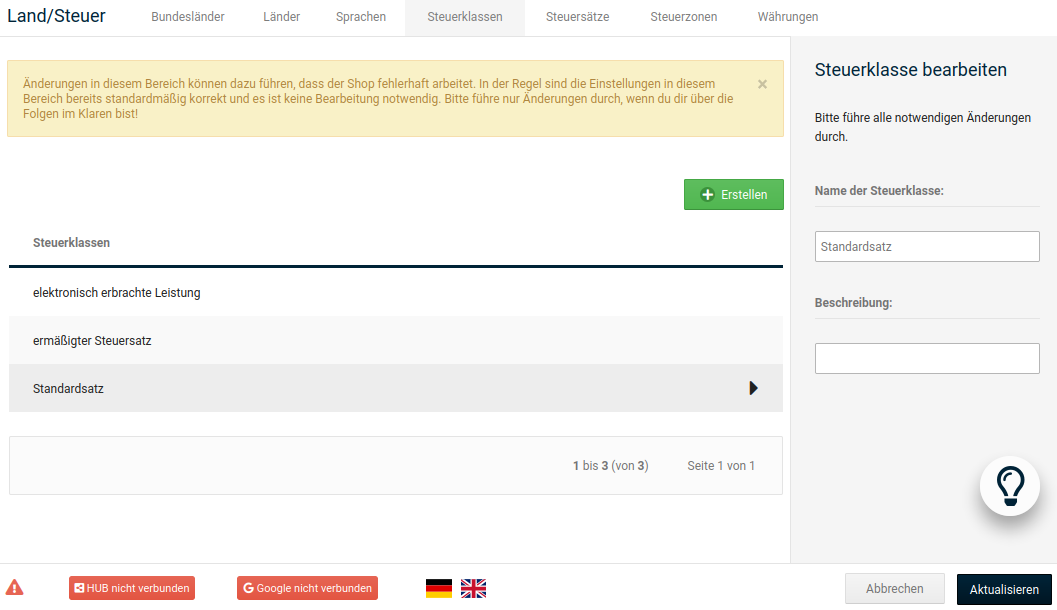 Land/Steuer
Bundesländer
Länder
Sprachen
Steuerklassen
Steuersätze
Steuerzonen
Währungen
Änderungen in diesem Bereich können dazu führen, dass der Shop fehlerhaft arbeitet. In der Regel sind die Einstellungen in diesem
Bereich bereits standardmäßig korrekt und es ist keine Bearbeitung notwendig. Bitte führe nur Änderungen durch, wenn du dir über die
Folgen im Klaren bist!
×
Erstellen
Steuerklassen
elektronisch erbrachte Leistung
ermäßigter Steuersatz
Standardsatz
1 bis 3 (von 3)
Seite 1 von 1
Steuerklasse bearbeiten
Bitte führe alle notwendigen Änderungen
durch.
Name der Steuerklasse:
Standardsatz
Beschreibung:
HUB nicht verbunden
Google nicht verbunden
Abbrechen
Aktualisieren